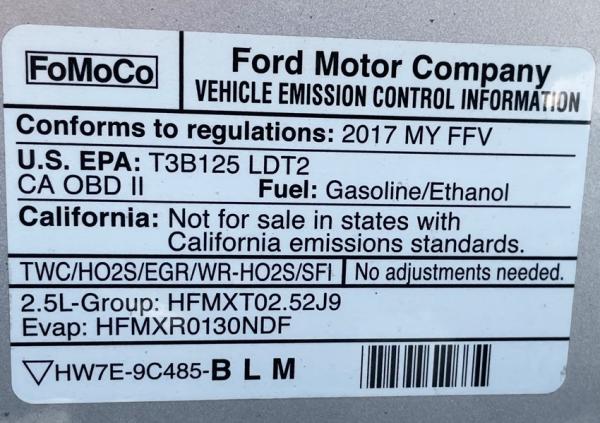 FoMoCo
Ford Motor Company
VEHICLE EMISSION CONTROL INFORMATION
Conforms to regulations: 2017 MY FFV
U.S. EPA: T3B125 LDT2
CA OBD II Fuel: Gasoline/Ethanol
California: Not for sale in states with
California emissions standards.
TWC/HO2S/EGR/WR-HO2S/SFI No adjustments needed.
2.5L-Group: HFMXT02.52J9
Evap: HFMXR0130NDF
▽HW7E-9C485-B L M